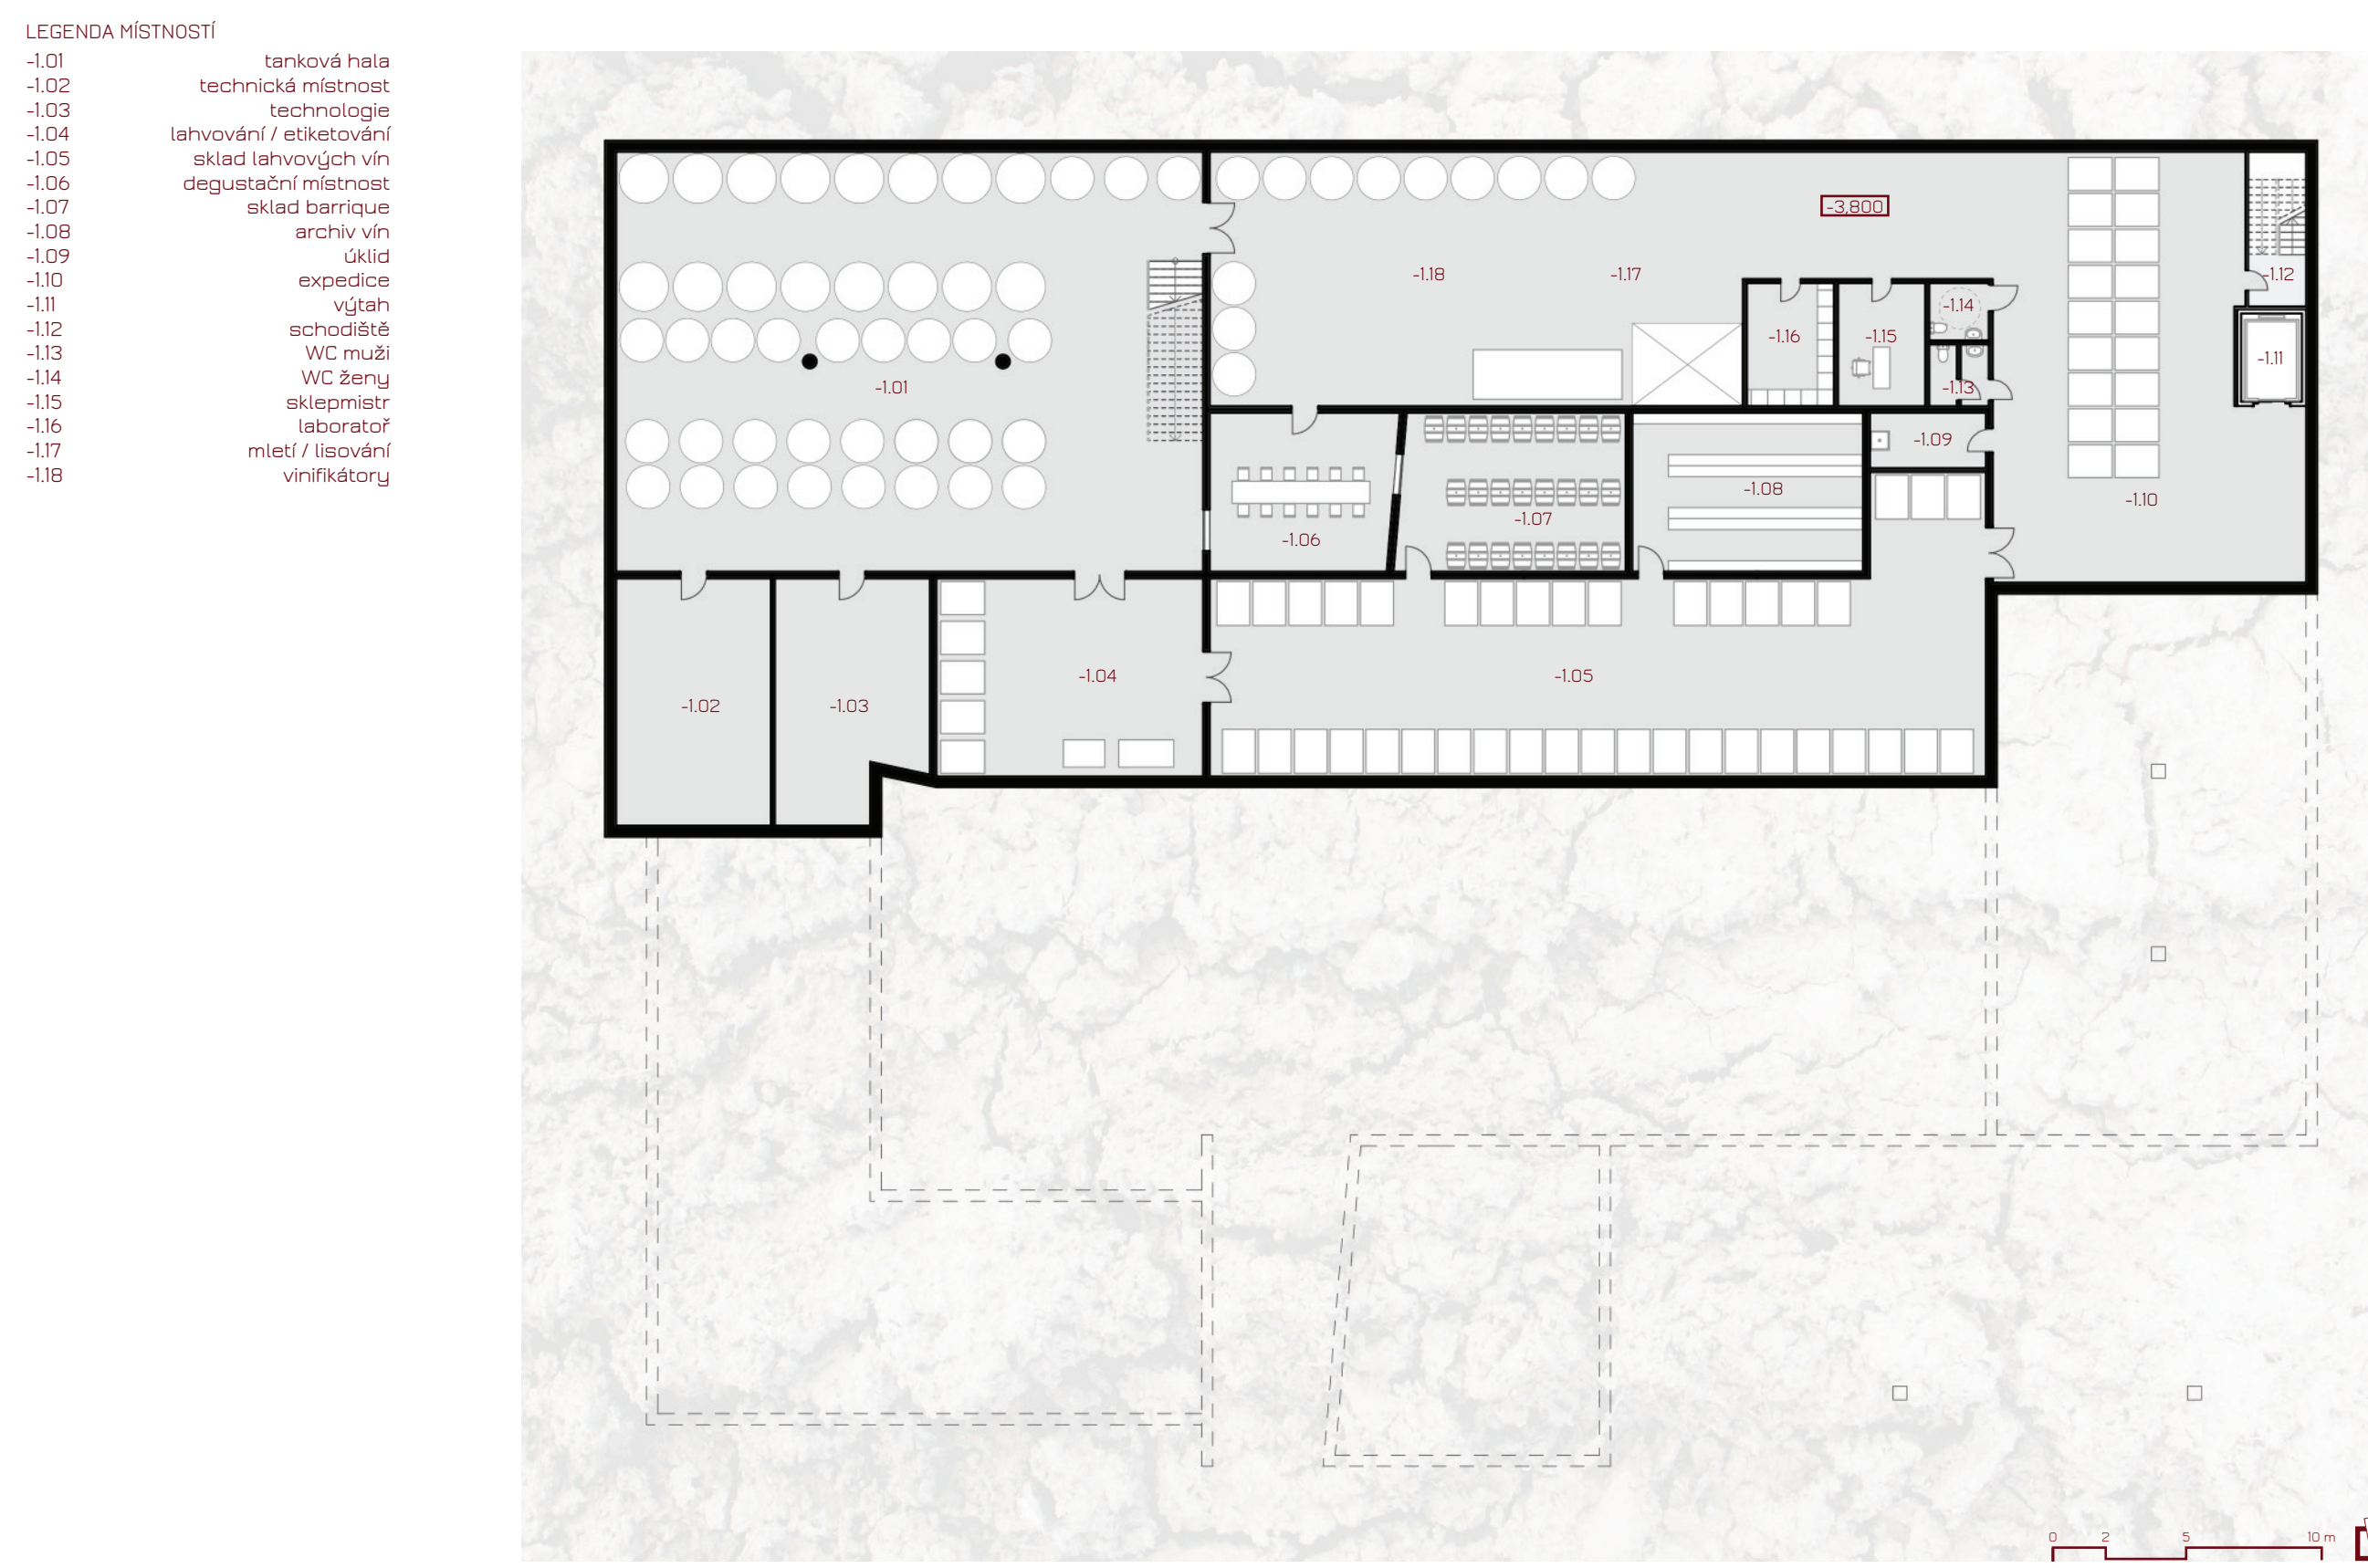 LEGENDA MÍSTNOSTÍ
-1.01 tanková hala
-1.02 technická místnost
-1.03 technologie
-1.04 lahvování / etiketování
-1.05 sklad lahvových vín
-1.06 degustační místnost
-1.07 sklad barrique
-1.08 archiv vín
-1.09 úklid
-1.10 expedice
-1.11 výtah
-1.12 schodiště
-1.13 WC muži
-1.14 WC ženy
-1.15 sklepmistr
-1.16 laboratoř
-1.17 mletí / lisování
-1.18 vinifikátory
-3,800
-1.18
-1.17
-1.12
-1.14
-1.16
-1.15
-1.11
-1.01
-1.13
-1.09
-1.08
-1.10
-1.07
-1.06
-1.04
-1.05
-1.02
-1.03
0 2 5 10 m